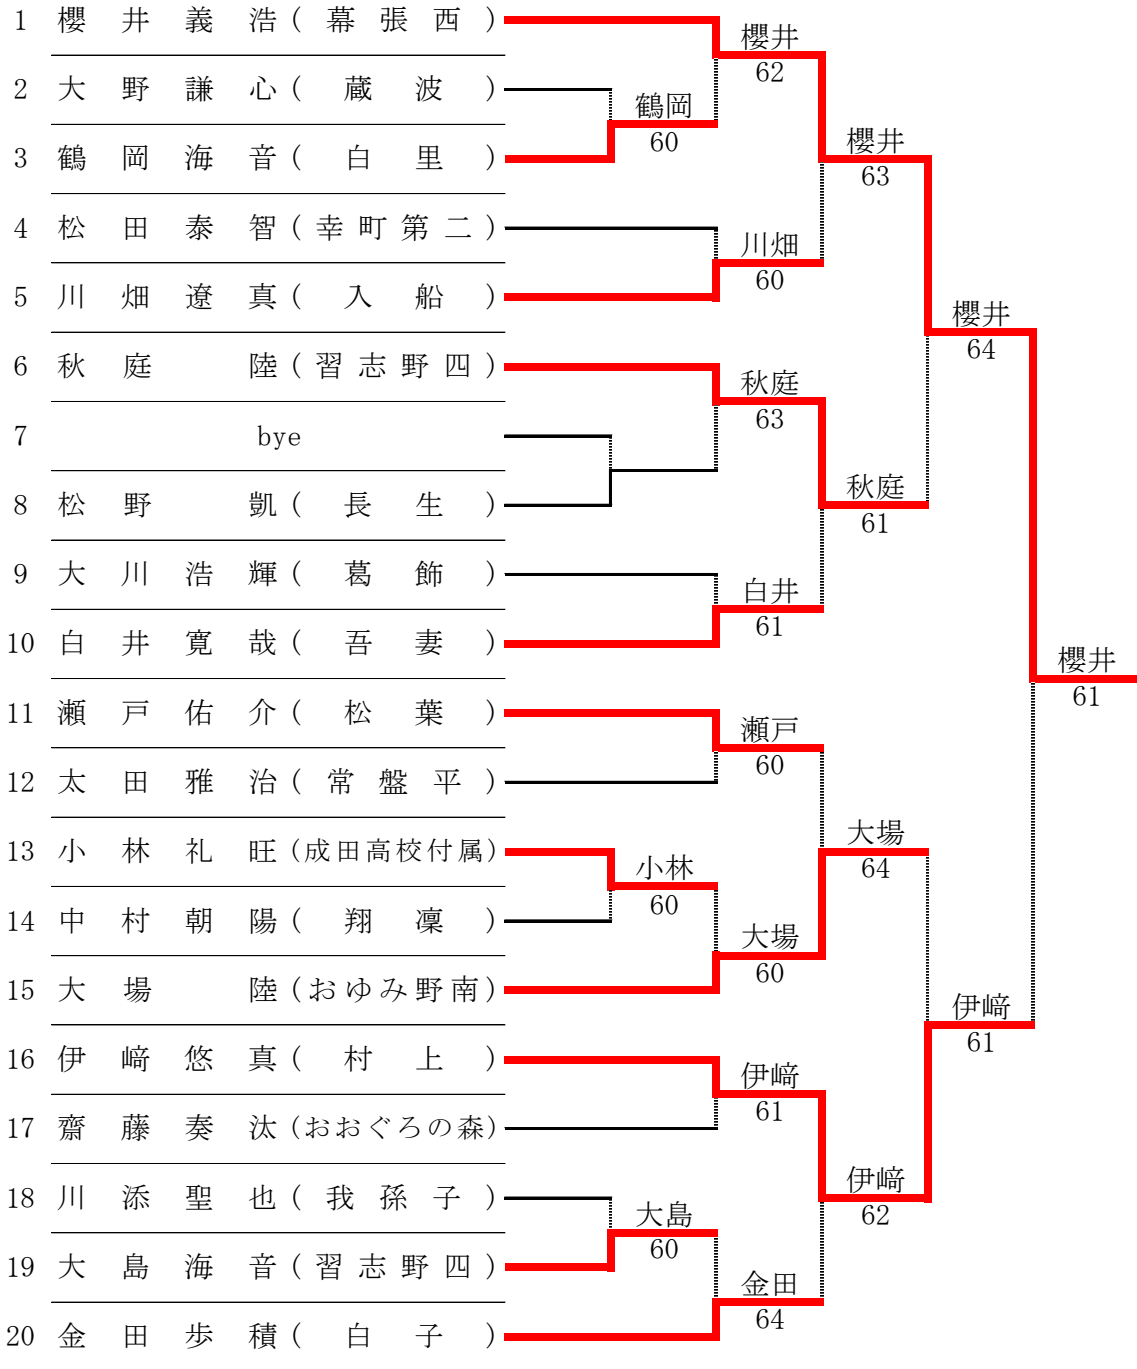 1 櫻井義浩(幕張西)
櫻井
62
2 大野謙心(蔵波)
鶴岡
60
3 鶴岡海音(白里)
櫻井
63
4 松田泰智(幸町第二)
川畑
60
5 川畑遼真(入船)
櫻井
64
6 秋庭陸(習志野四)
秋庭
63
7 bye
8 松野凱(長生)
秋庭
61
9 大川浩輝(葛飾)
白井
61
10 白井寛哉(吾妻)
櫻井
61
11 瀬戸佑介(松葉)
瀬戸
60
12 太田雅治(常盤平)
13 小林礼旺(成田高校付属)
大場
64
小林
60
14 中村朝陽(翔凜)
大場
60
15 大場陸(おゆみ野南)
伊﨑
61
16 伊﨑悠真(村上)
伊﨑
61
17 齋藤奏汰(おおぐろの森)
18 川添聖也(我孫子)
伊﨑
62
大島
60
19 大島海音(習志野四)
金田
64
20 金田歩積(白子)